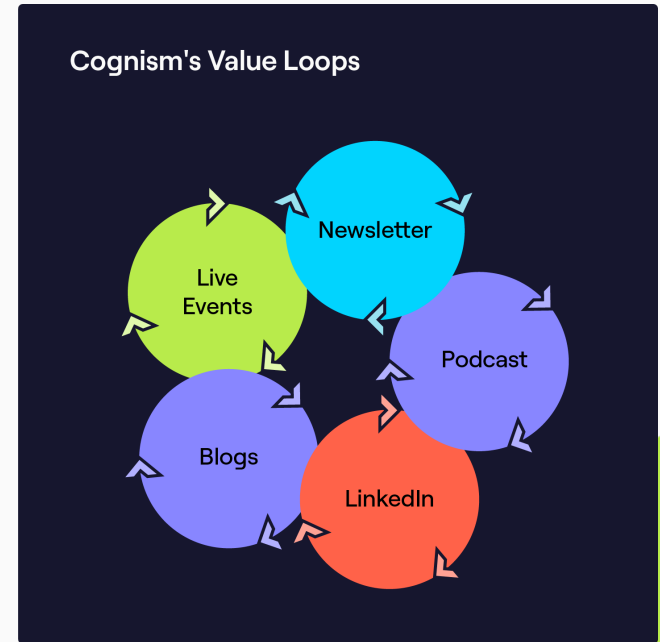 Cognism's Value Loops
Newsletter
Live
Events
Podcast
Blogs
LinkedIn